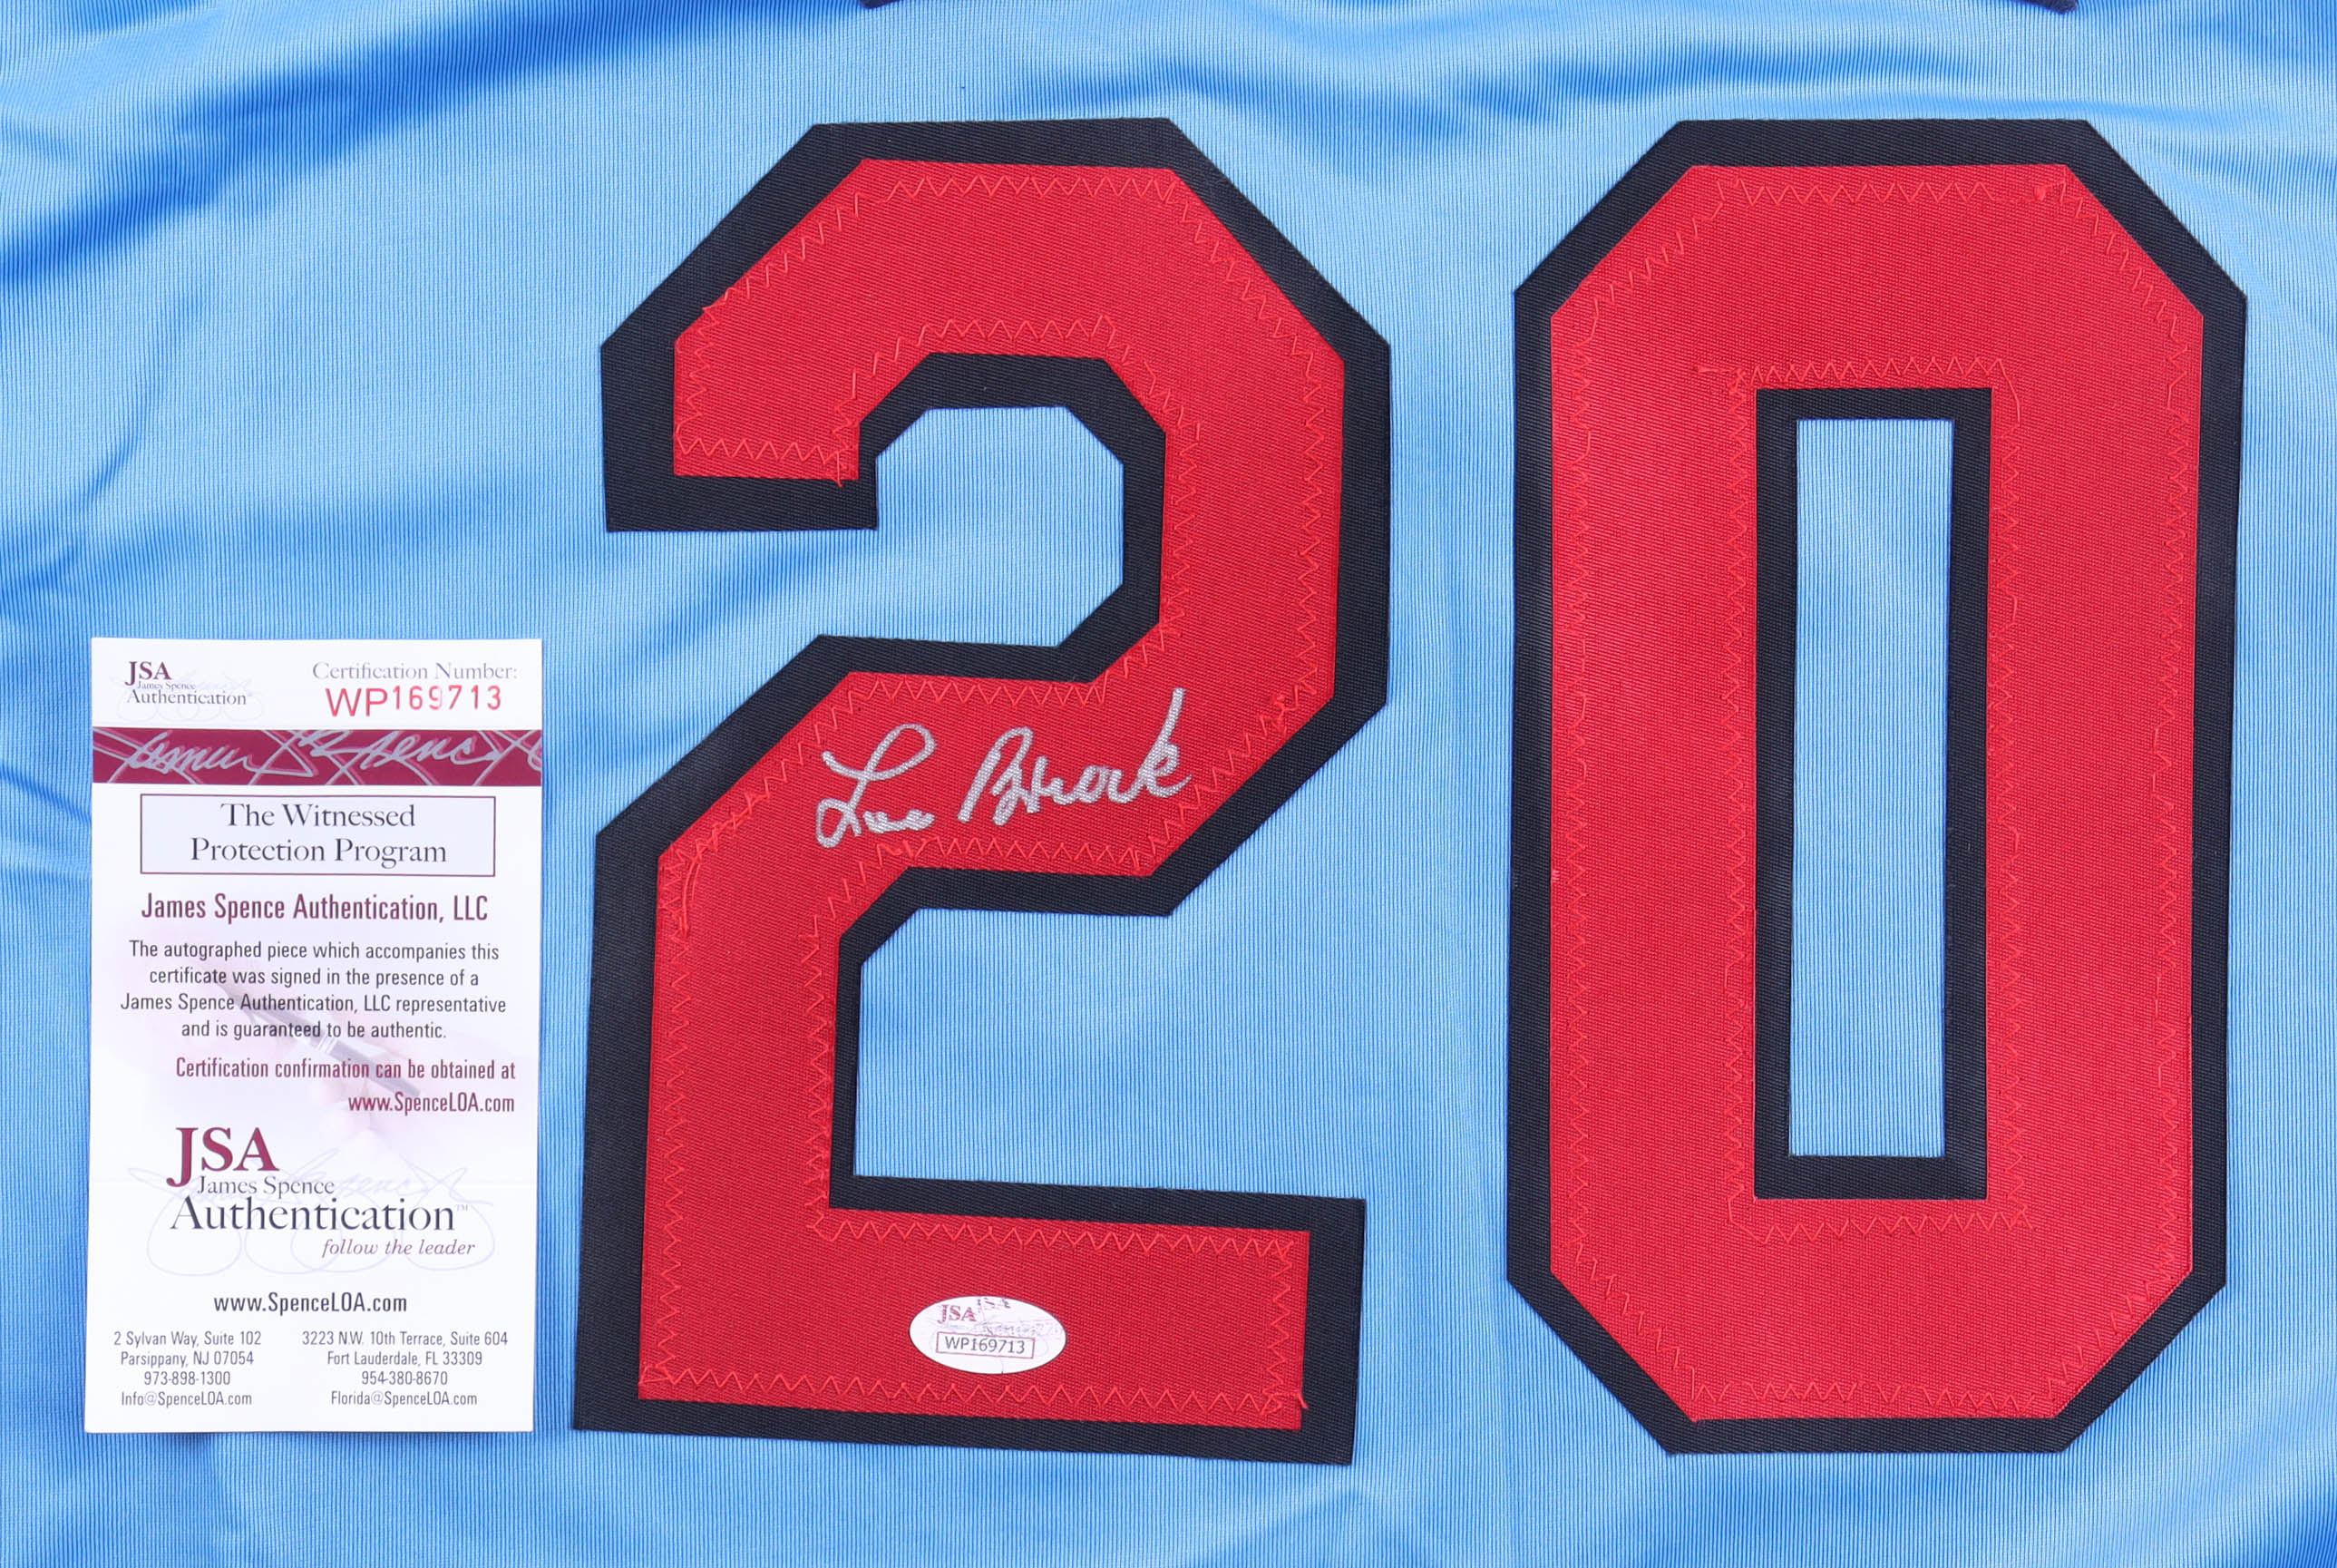 JSA
James Spence
Authentication
Certification Number:
WP169713
James Spence
The Witnessed
Protection Program
James Spence Authentication, LLC
The autographed piece which accompanies this
certificate was signed in the presence of a
James Spence Authentication, LLC representative
and is guaranteed to be authentic.
Certification confirmation can be obtained at
www.SpenceLOA.com
JSA
James Spence
Authentication™
follow the leader
www.SpenceLOA.com
2 Sylvan Way, Suite 102
Parsippany, NJ 07054
973-898-1300
Info@SpenceLOA.com
3223 N.W. 10th Terrace, Suite 604
Fort Lauderdale, FL 33309
954-380-8670
Florida@SpenceLOA.com
20
Lou Brock
JSA
WP169713